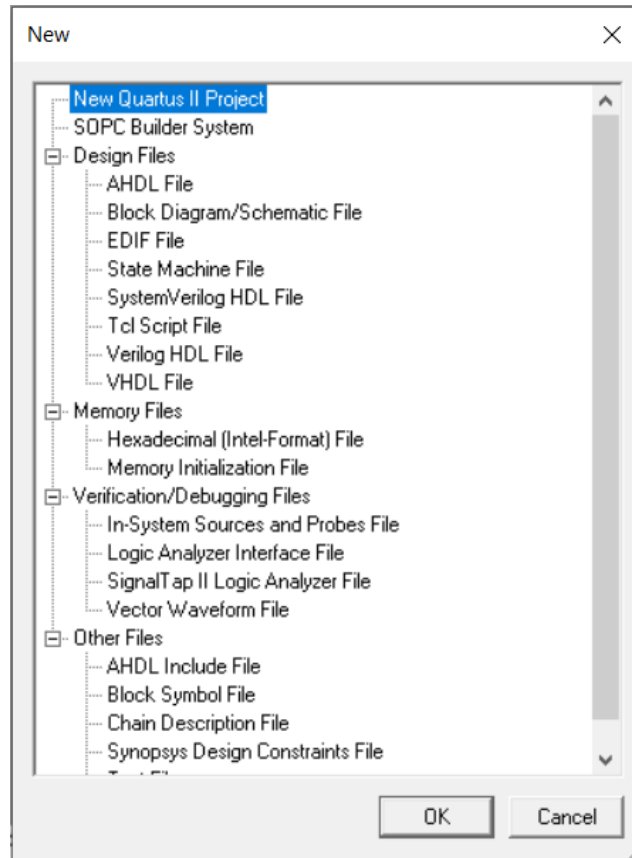 New
New Quartus II Project
SOPC Builder System
Design Files
AHDL File
Block Diagram/Schematic File
EDIF File
State Machine File
SystemVerilog HDL File
Tcl Script File
Verilog HDL File
VHDL File
Memory Files
Hexadecimal (Intel-Format) File
Memory Initialization File
Verification/Debugging Files
In-System Sources and Probes File
Logic Analyzer Interface File
SignalTap II Logic Analyzer File
Vector Waveform File
Other Files
AHDL Include File
Block Symbol File
Chain Description File
Synopsys Design Constraints File
OK Cancel